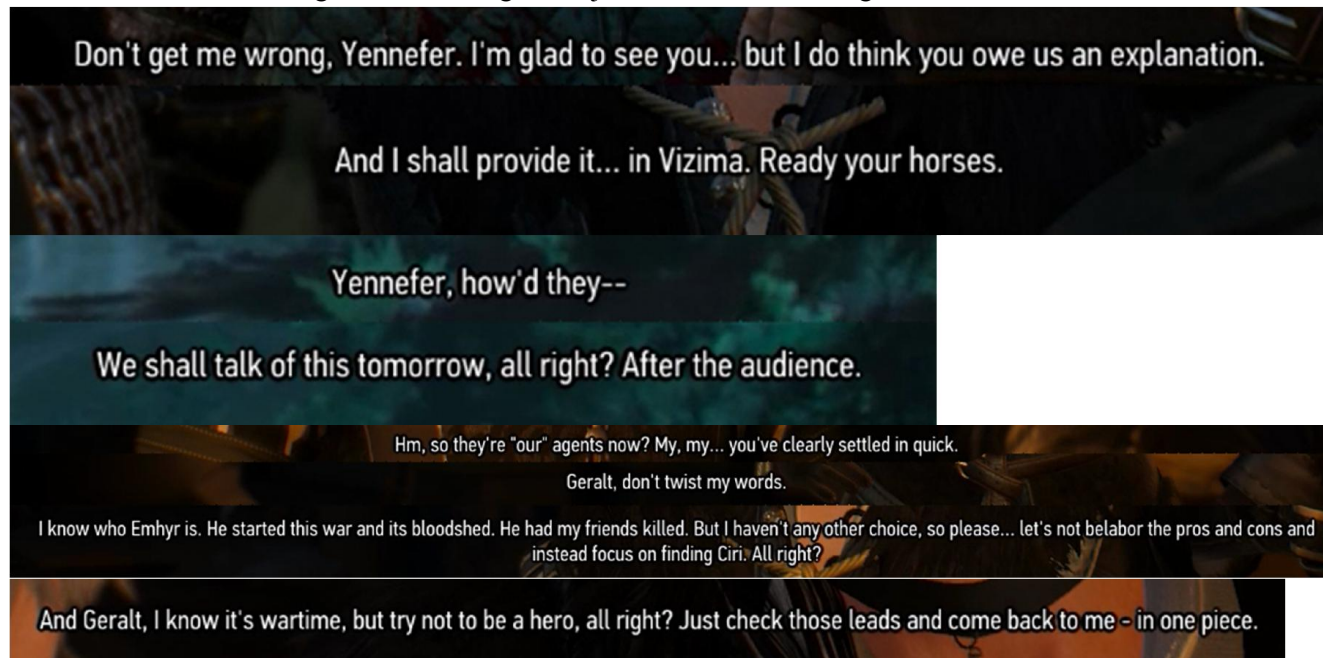 Don't get me wrong, Yennefer. I'm glad to see you... but I do think you owe us an explanation.
And I shall provide it... in Vizima. Ready your horses.
Yennefer, how'd they--
We shall talk of this tomorrow, all right? After the audience.
Hm, so they're "our" agents now? My, my... you've clearly settled in quick.
Geralt, don't twist my words.
I know who Emhyr is. He started this war and its bloodshed. He had my friends killed. But I haven't any other choice, so please... let's not belabor the pros and cons and
instead focus on finding Ciri. All right?
And Geralt, I know it's wartime, but try not to be a hero, all right? Just check those leads and come back to me - in one piece.